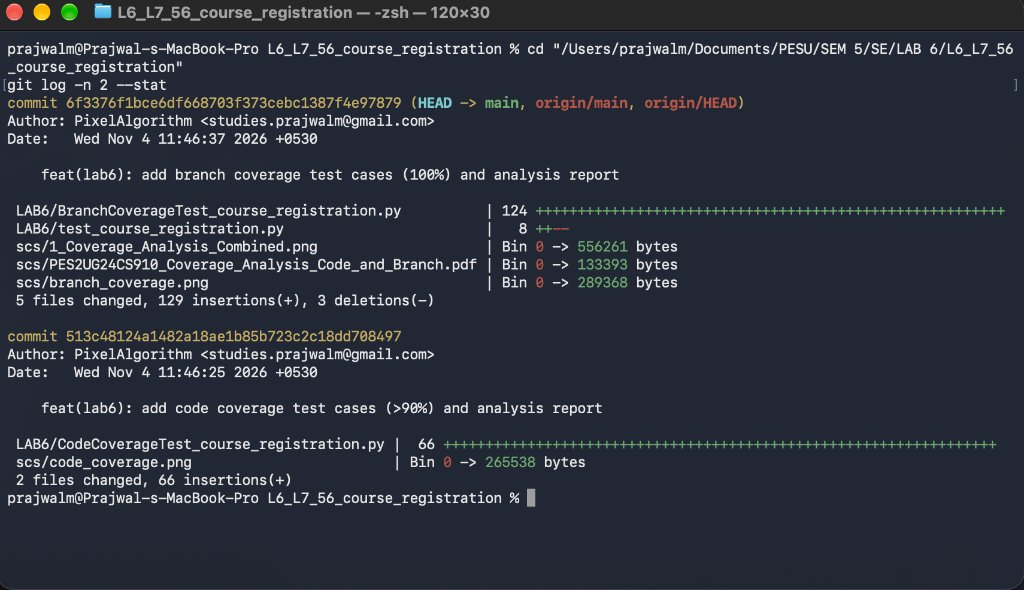 L6_L7_56_course_registration — -zsh — 120×30
prajwalm@Prajwal-s-MacBook-Pro L6_L7_56_course_registration % cd "/Users/prajwalm/Documents/PESU/SEM 5/SE/LAB 6/L6_L7_56
_course_registration"
[git log -n 2 --stat ]
commit 6f3376f1bce6df668703f373cebc1387f4e97879 (HEAD -> main, origin/main, origin/HEAD)
Author: PixelAlgorithm <studies.prajwalm@gmail.com>
Date:   Wed Nov 4 11:46:37 2026 +0530
    feat(lab6): add branch coverage test cases (100%) and analysis report
 LAB6/BranchCoverageTest_course_registration.py          | 124 ++++++++++++++++++++++++++++++++++++++++++++++++++++++++
 LAB6/test_course_registration.py                        |   8 ++--
 scs/1_Coverage_Analysis_Combined.png                    | Bin 0 -> 556261 bytes
 scs/PES2UG24CS910_Coverage_Analysis_Code_and_Branch.pdf | Bin 0 -> 133393 bytes
 scs/branch_coverage.png                                 | Bin 0 -> 289368 bytes
 5 files changed, 129 insertions(+), 3 deletions(-)
commit 513c48124a1482a18ae1b85b723c2c18dd708497
Author: PixelAlgorithm <studies.prajwalm@gmail.com>
Date:   Wed Nov 4 11:46:25 2026 +0530
    feat(lab6): add code coverage test cases (>90%) and analysis report
 LAB6/CodeCoverageTest_course_registration.py |  66 ++++++++++++++++++++++++++++++++++++++++++++++++++++++++++++++++++
 scs/code_coverage.png                        | Bin 0 -> 265538 bytes
 2 files changed, 66 insertions(+)
prajwalm@Prajwal-s-MacBook-Pro L6_L7_56_course_registration %